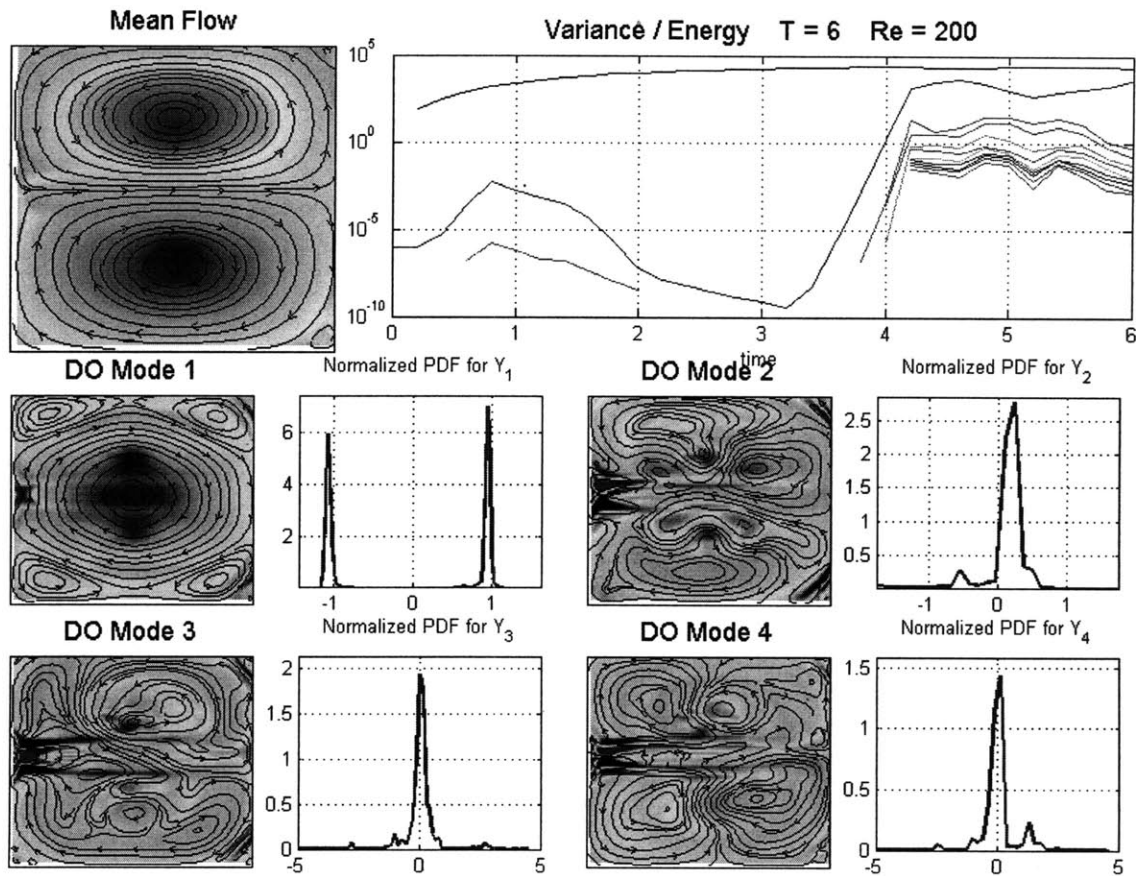 Mean Flow
Variance / Energy T = 6 Re = 200
10^5
10^0
10^-5
10^-10
0 1 2 3 4 5 6
time
DO Mode 1
Normalized PDF for Y_1
6
4
2
-1 0 1
DO Mode 2
Normalized PDF for Y_2
2.5
2
1.5
1
0.5
-1 0 1
DO Mode 3
Normalized PDF for Y_3
2
1.5
1
0.5
0
-5 0 5
DO Mode 4
Normalized PDF for Y_4
1.5
1
0.5
0
-5 0 5